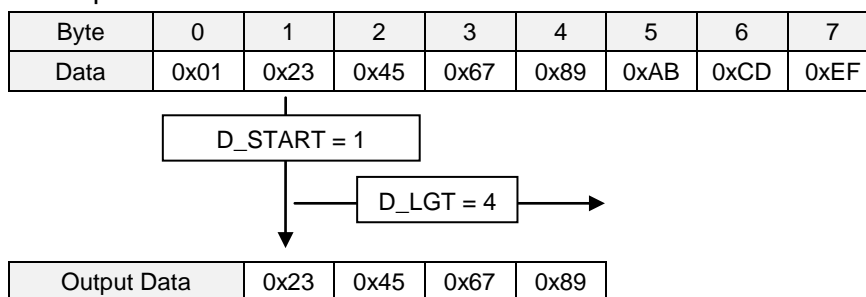 Byte 0 1 2 3 4 5 6 7
Data 0x01 0x23 0x45 0x67 0x89 0xAB 0xCD 0xEF
D_START = 1
D_LGT = 4
Output Data 0x23 0x45 0x67 0x89